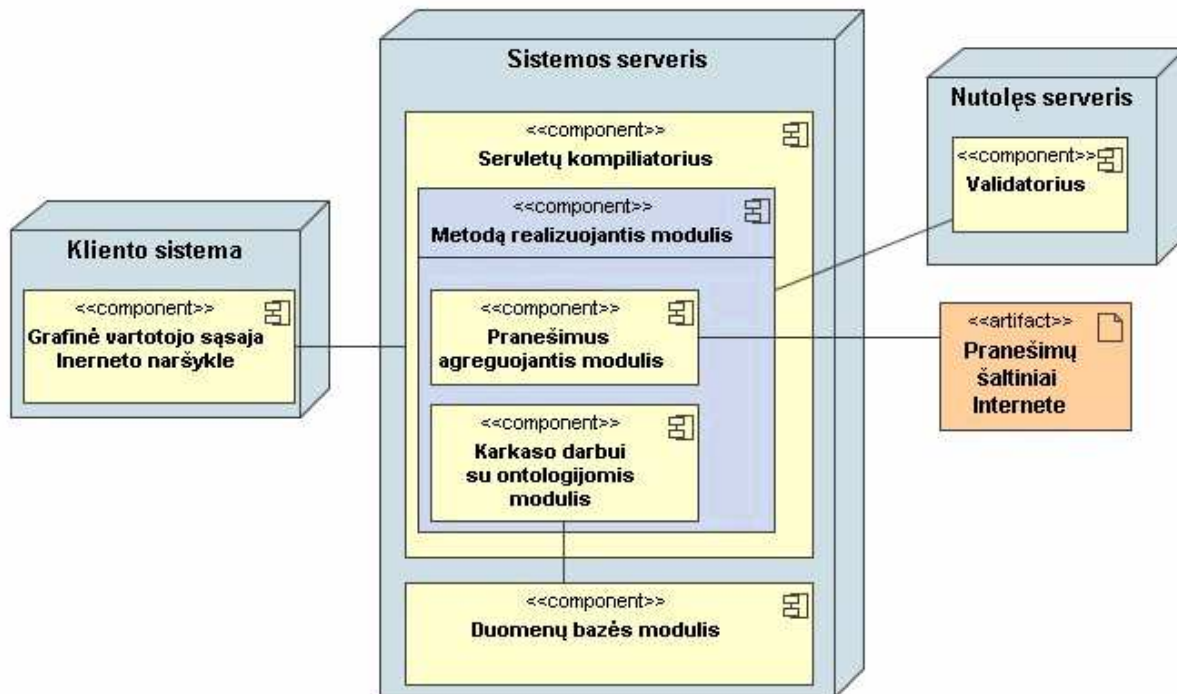 Sistemos serveris
<<component>>
Servletų kompiliatorius
<<component>>
Metodą realizuojantis modulis
<<component>>
Pranešimus
agreguojantis modulis
<<component>>
Karkaso darbui
su ontologijomis
modulis
<<component>>
Duomenų bazės modulis
Kliento sistema
<<component>>
Grafinė vartotojo sąsaja
Inerneto naršykle
Nutolęs serveris
<<component>>
Validatorius
<<artifact>>
Pranešimų
šaltiniai
Internete